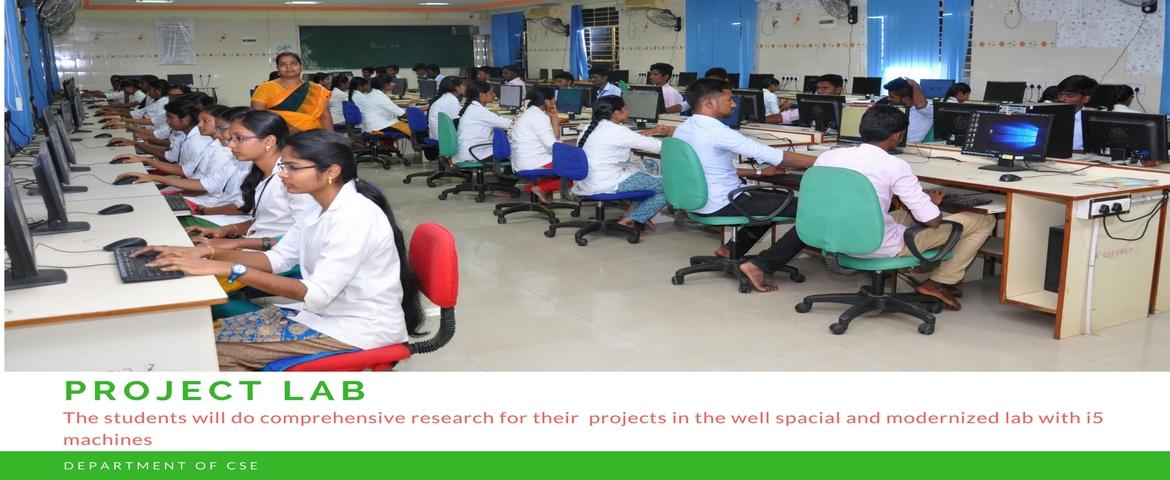 PROJECT LAB
The students will do comprehensive research for their  projects in the well spacial and modernized lab with i5
machines
DEPARTMENT OF CSE